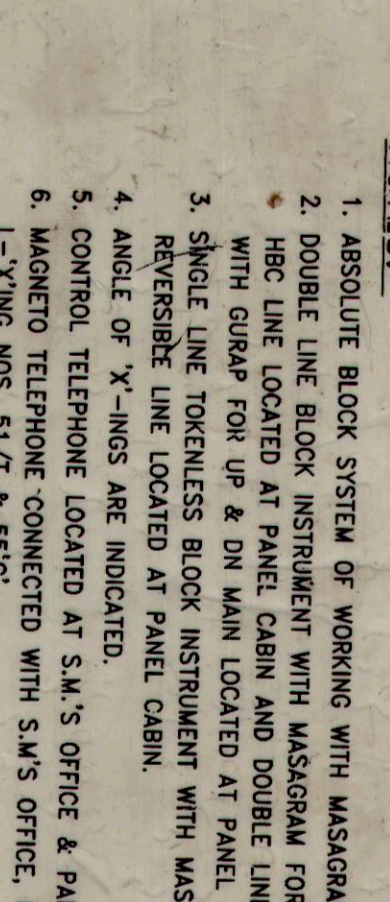 1. ABSOLUTE BLOCK SYSTEM OF WORKING WITH MASAGRA
2. DOUBLE LINE BLOCK INSTRUMENT WITH MASAGRAM FOR
HBC LINE LOCATED AT PANEL CABIN AND DOUBLE LIN
WITH GURAP FOR UP & DN MAIN LOCATED AT PANEL
3. SINGLE LINE TOKENLESS BLOCK INSTRUMENT WITH MAS
REVERSIBLE LINE LOCATED AT PANEL CABIN.
4. ANGLE OF 'X'-INGS ARE INDICATED.
5. CONTROL TELEPHONE LOCATED AT S.M.'S OFFICE & PA
6. MAGNETO TELEPHONE CONNECTED WITH S.M'S OFFICE,
'X'ING NOS. 51/T &